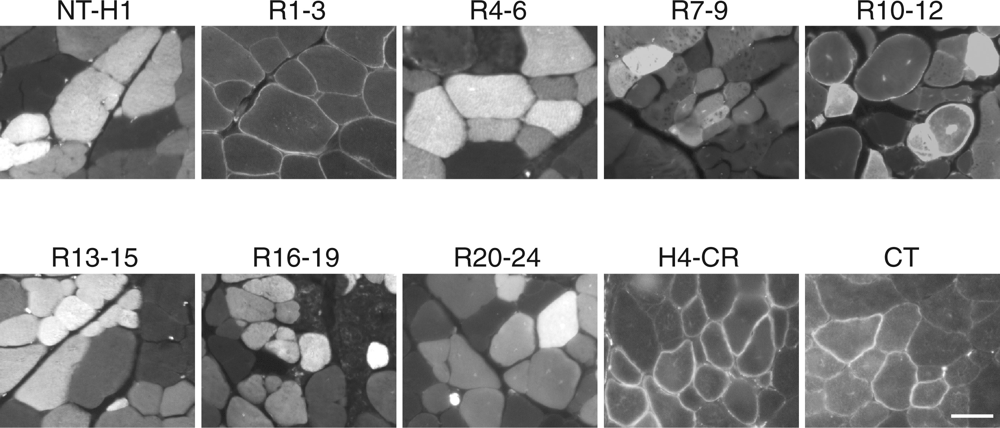 NT-H1 R1-3 R4-6 R7-9 R10-12
R13-15 R16-19 R20-24 H4-CR CT